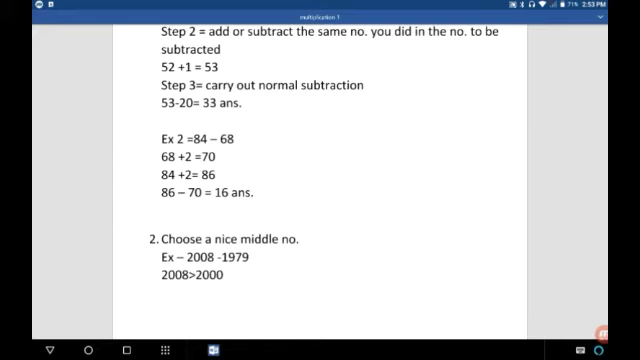 71% 2:53 PM
multiplication 1
Step 2 = add or subtract the same no. you did in the no. to be
subtracted
52 +1 = 53
Step 3= carry out normal subtraction
53-20= 33 ans.
Ex 2 =84 – 68
68 +2 =70
84 +2= 86
86 – 70 = 16 ans.
2. Choose a nice middle no.
Ex – 2008 -1979
2008>2000